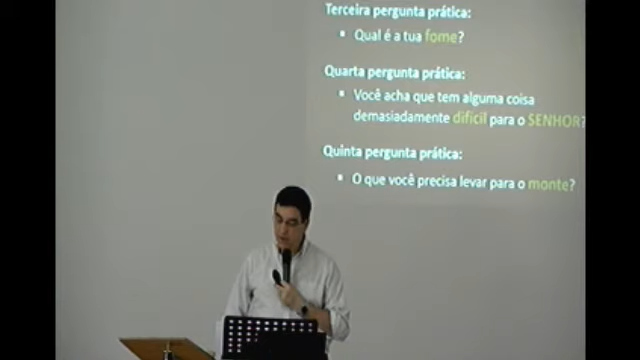 Terceira pergunta prática:
▪ Qual é a tua fome?
Quarta pergunta prática:
▪ Você acha que tem alguma coisa
demasiadamente difícil para o SENHOR?
Quinta pergunta prática:
▪ O que você precisa levar para o monte?